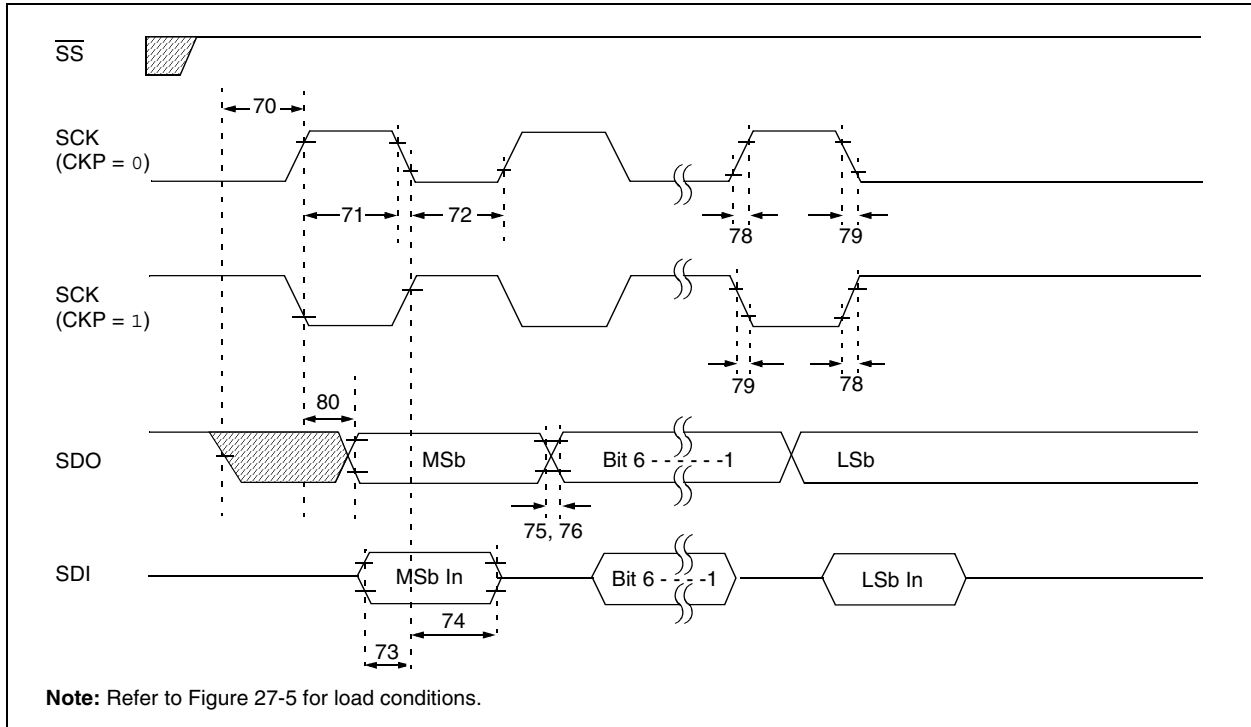 SS
70
SCK
(CKP = 0)
71
72
78
79
SCK
(CKP = 1)
79
78
80
SDO
MSb
Bit 6 - - - - - -1
LSb
75, 76
SDI
MSb In
Bit 6 - - - - -1
LSb In
74
73
Note: Refer to Figure 27-5 for load conditions.